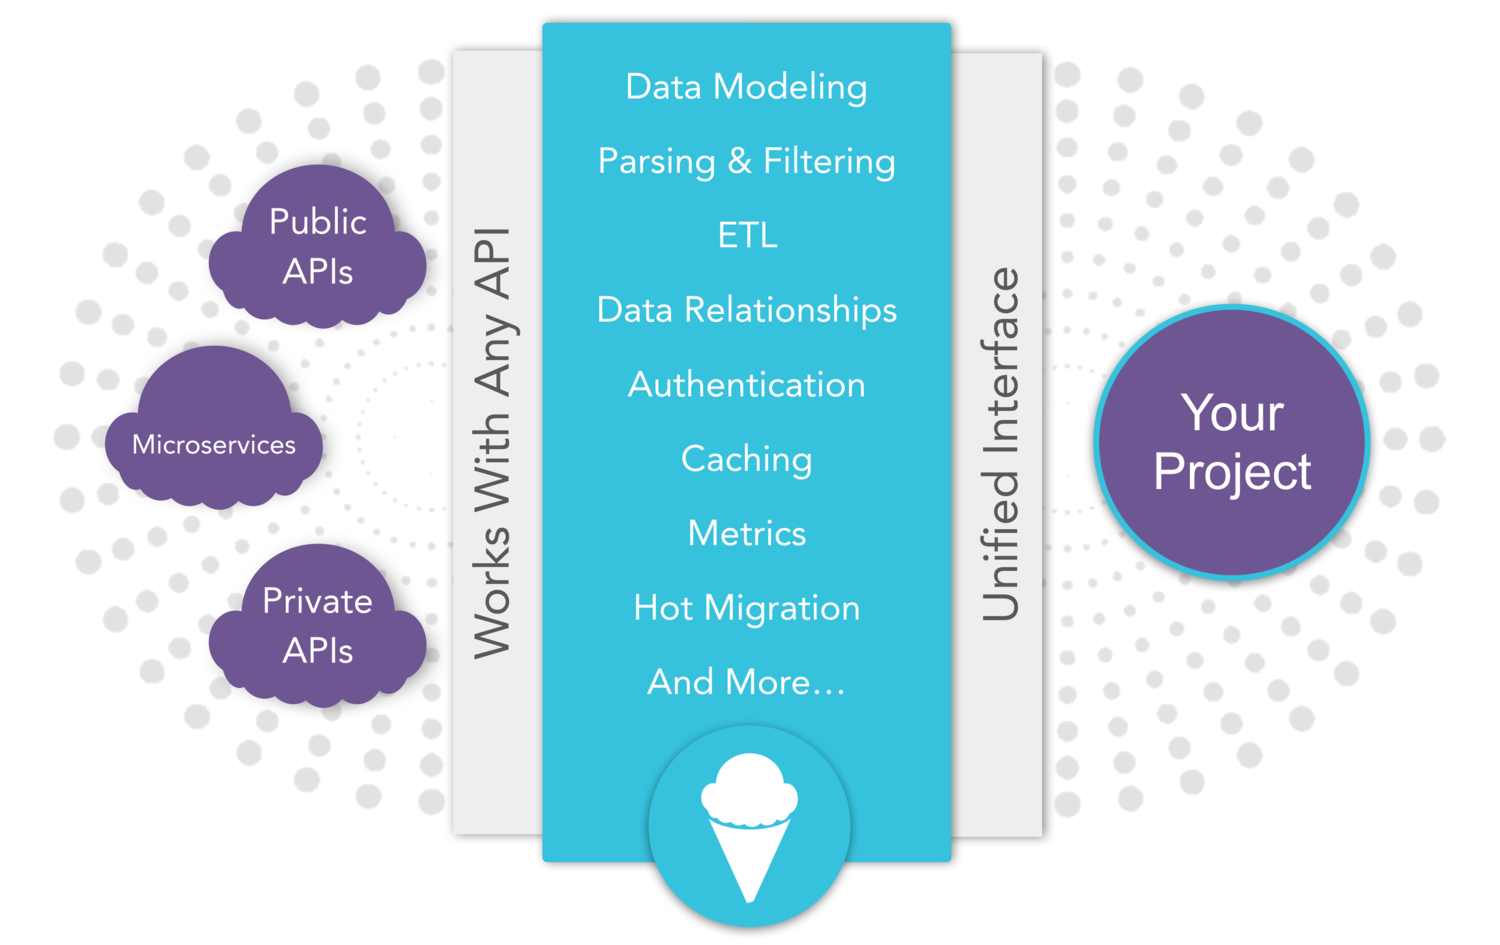 Public
APIs
Microservices
Private
APIs
Works With Any API
Data Modeling
Parsing & Filtering
ETL
Data Relationships
Authentication
Caching
Metrics
Hot Migration
And More...
Unified Interface
Your
Project